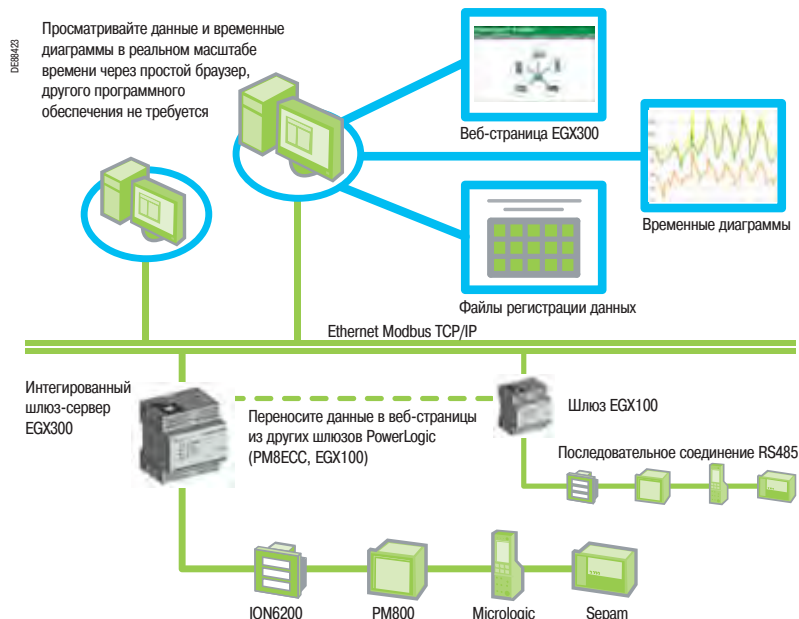 DE88423
Просматривайте данные и временные
диаграммы в реальном масштабе
времени через простой браузер,
другого программного
обеспечения не требуется
Веб-страница EGX300
Временные диаграммы
Файлы регистрации данных
Ethernet Modbus TCP/IP
Интегированный
шлюз-сервер
EGX300
Переносите данные в веб-страницы
из других шлюзов PowerLogic
(PM8ECC, EGX100)
Шлюз EGX100
Последовательное соединение RS485
ION6200
PM800
Micrologic
Sepam